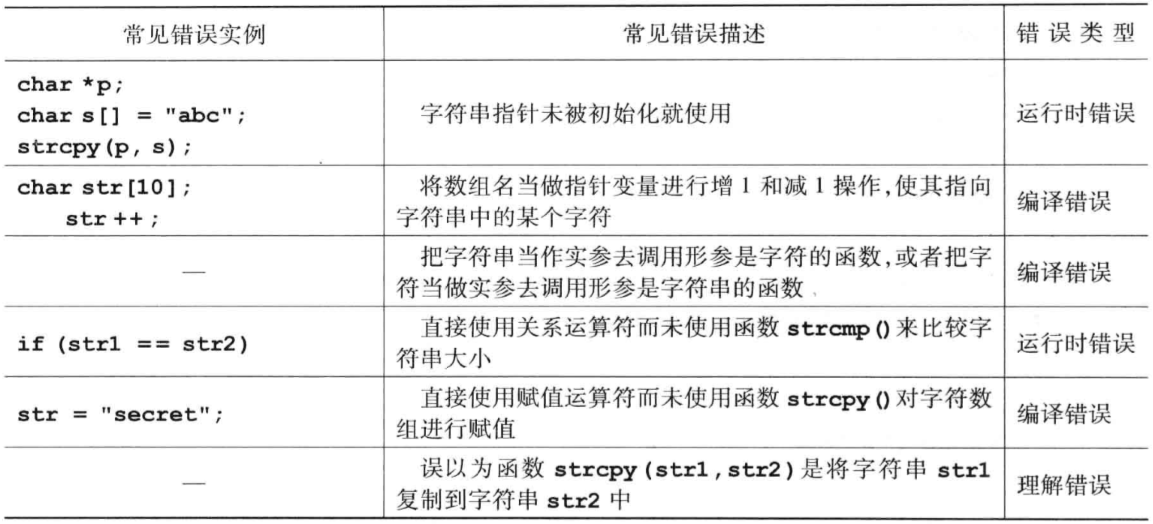 常见错误实例 常见错误描述 错误类型
char *p;
char s[] = "abc";
strcpy(p, s);
字符串指针未被初始化就使用
运行时错误
char str[10];
str ++;
将数组名当做指针变量进行增 1 和减 1 操作,使其指向
字符串中的某个字符
编译错误
—
把字符串当作实参去调用形参是字符的函数,或者把字
符当做实参去调用形参是字符串的函数
编译错误
if (str1 == str2)
直接使用关系运算符而未使用函数 strcmp()来比较字
符串大小
运行时错误
str = "secret";
直接使用赋值运算符而未使用函数 strcpy()对字符数
组进行赋值
编译错误
—
误以为函数 strcpy(str1,str2)是将字符串 str1
复制到字符串 str2 中
理解错误